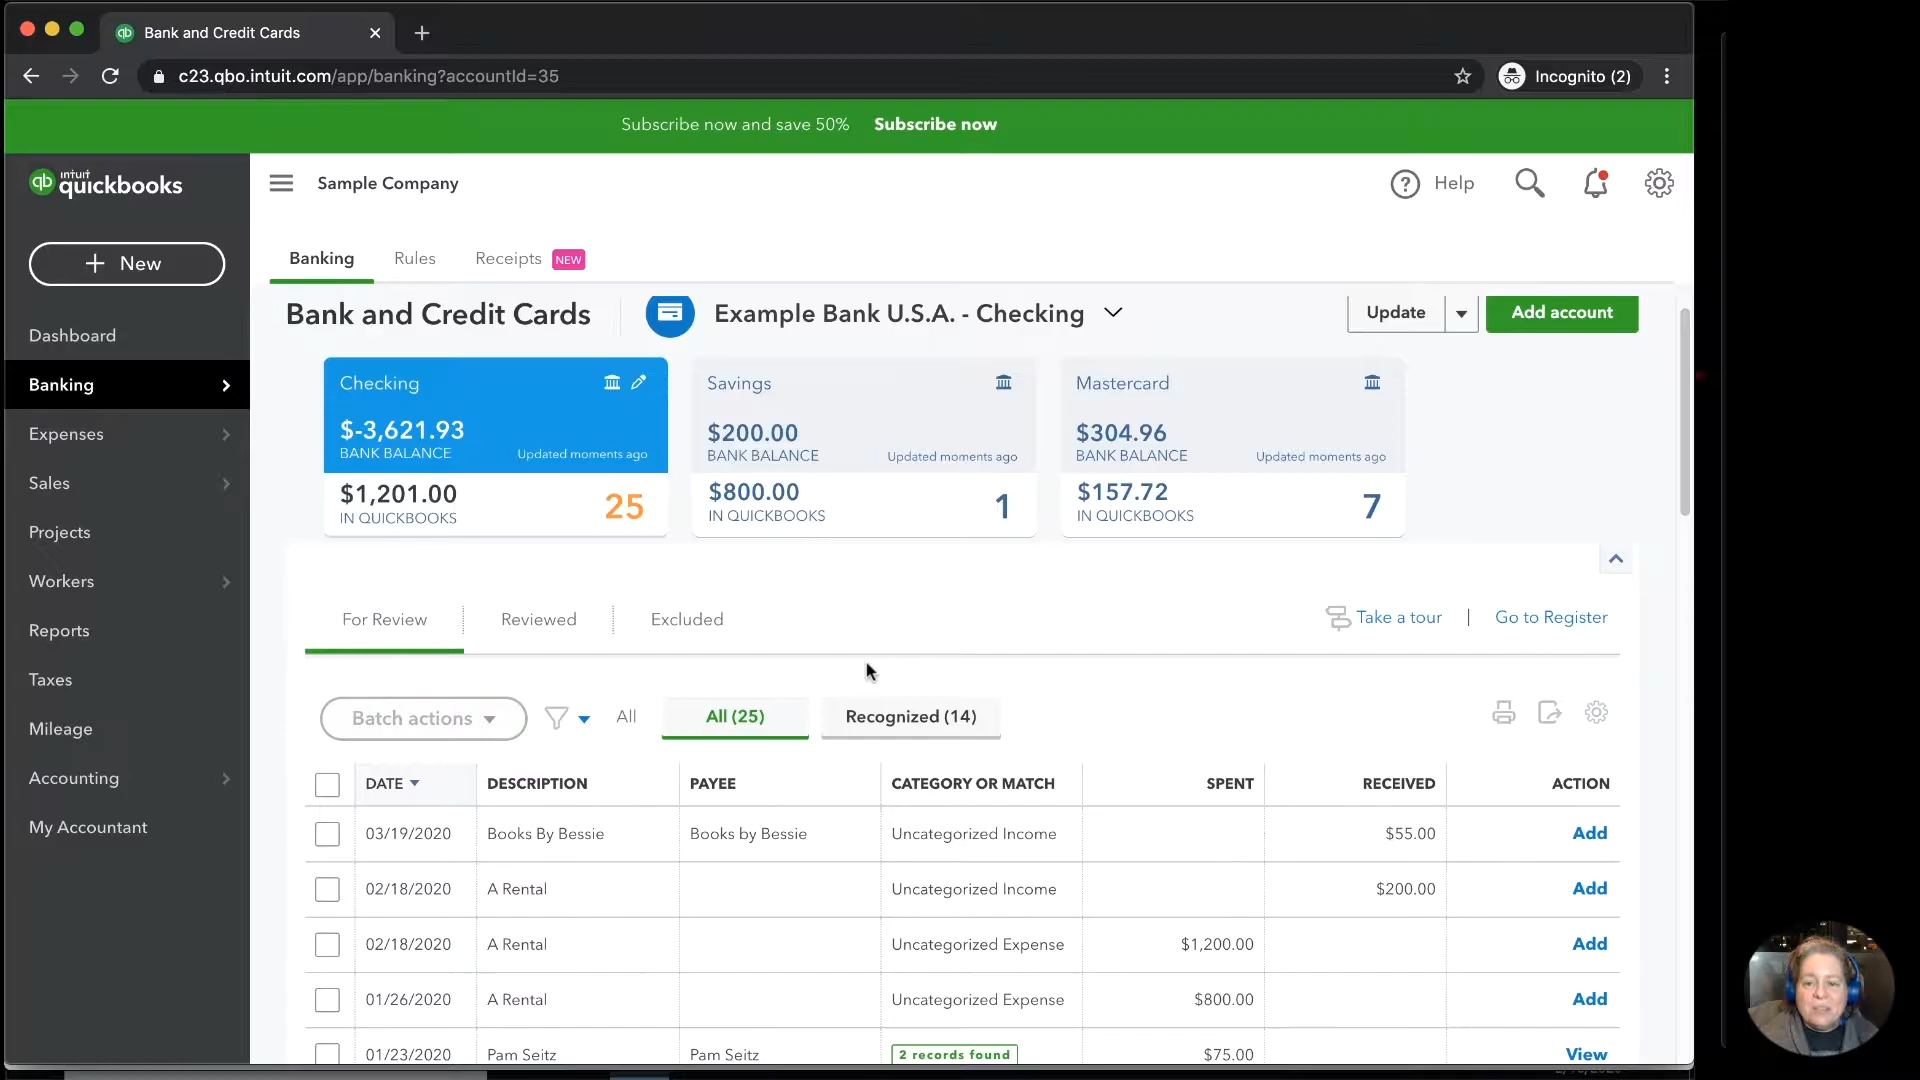 Bank and Credit Cards
c23.qbo.intuit.com/app/banking?accountId=35
Incognito (2)
Subscribe now and save 50% Subscribe now
intuit
quickbooks
Sample Company
Help
New
Dashboard
Banking
Expenses
Sales
Projects
Workers
Reports
Taxes
Mileage
Accounting
My Accountant
Banking Rules Receipts NEW
Bank and Credit Cards
Example Bank U.S.A. - Checking
Update
Add account
Checking
$-3,621.93
BANK BALANCE
Updated moments ago
$1,201.00
IN QUICKBOOKS
25
Savings
$200.00
BANK BALANCE
Updated moments ago
$800.00
IN QUICKBOOKS
1
Mastercard
$304.96
BANK BALANCE
Updated moments ago
$157.72
IN QUICKBOOKS
7
For Review Reviewed Excluded
Take a tour | Go to Register
Batch actions
All
All (25)
Recognized (14)
DATE DESCRIPTION PAYEE CATEGORY OR MATCH SPENT RECEIVED ACTION
03/19/2020 Books By Bessie Books by Bessie Uncategorized Income $55.00 Add
02/18/2020 A Rental Uncategorized Income $200.00 Add
02/18/2020 A Rental Uncategorized Expense $1,200.00 Add
01/26/2020 A Rental Uncategorized Expense $800.00 Add
01/23/2020 Pam Seitz Pam Seitz 2 records found $75.00 View